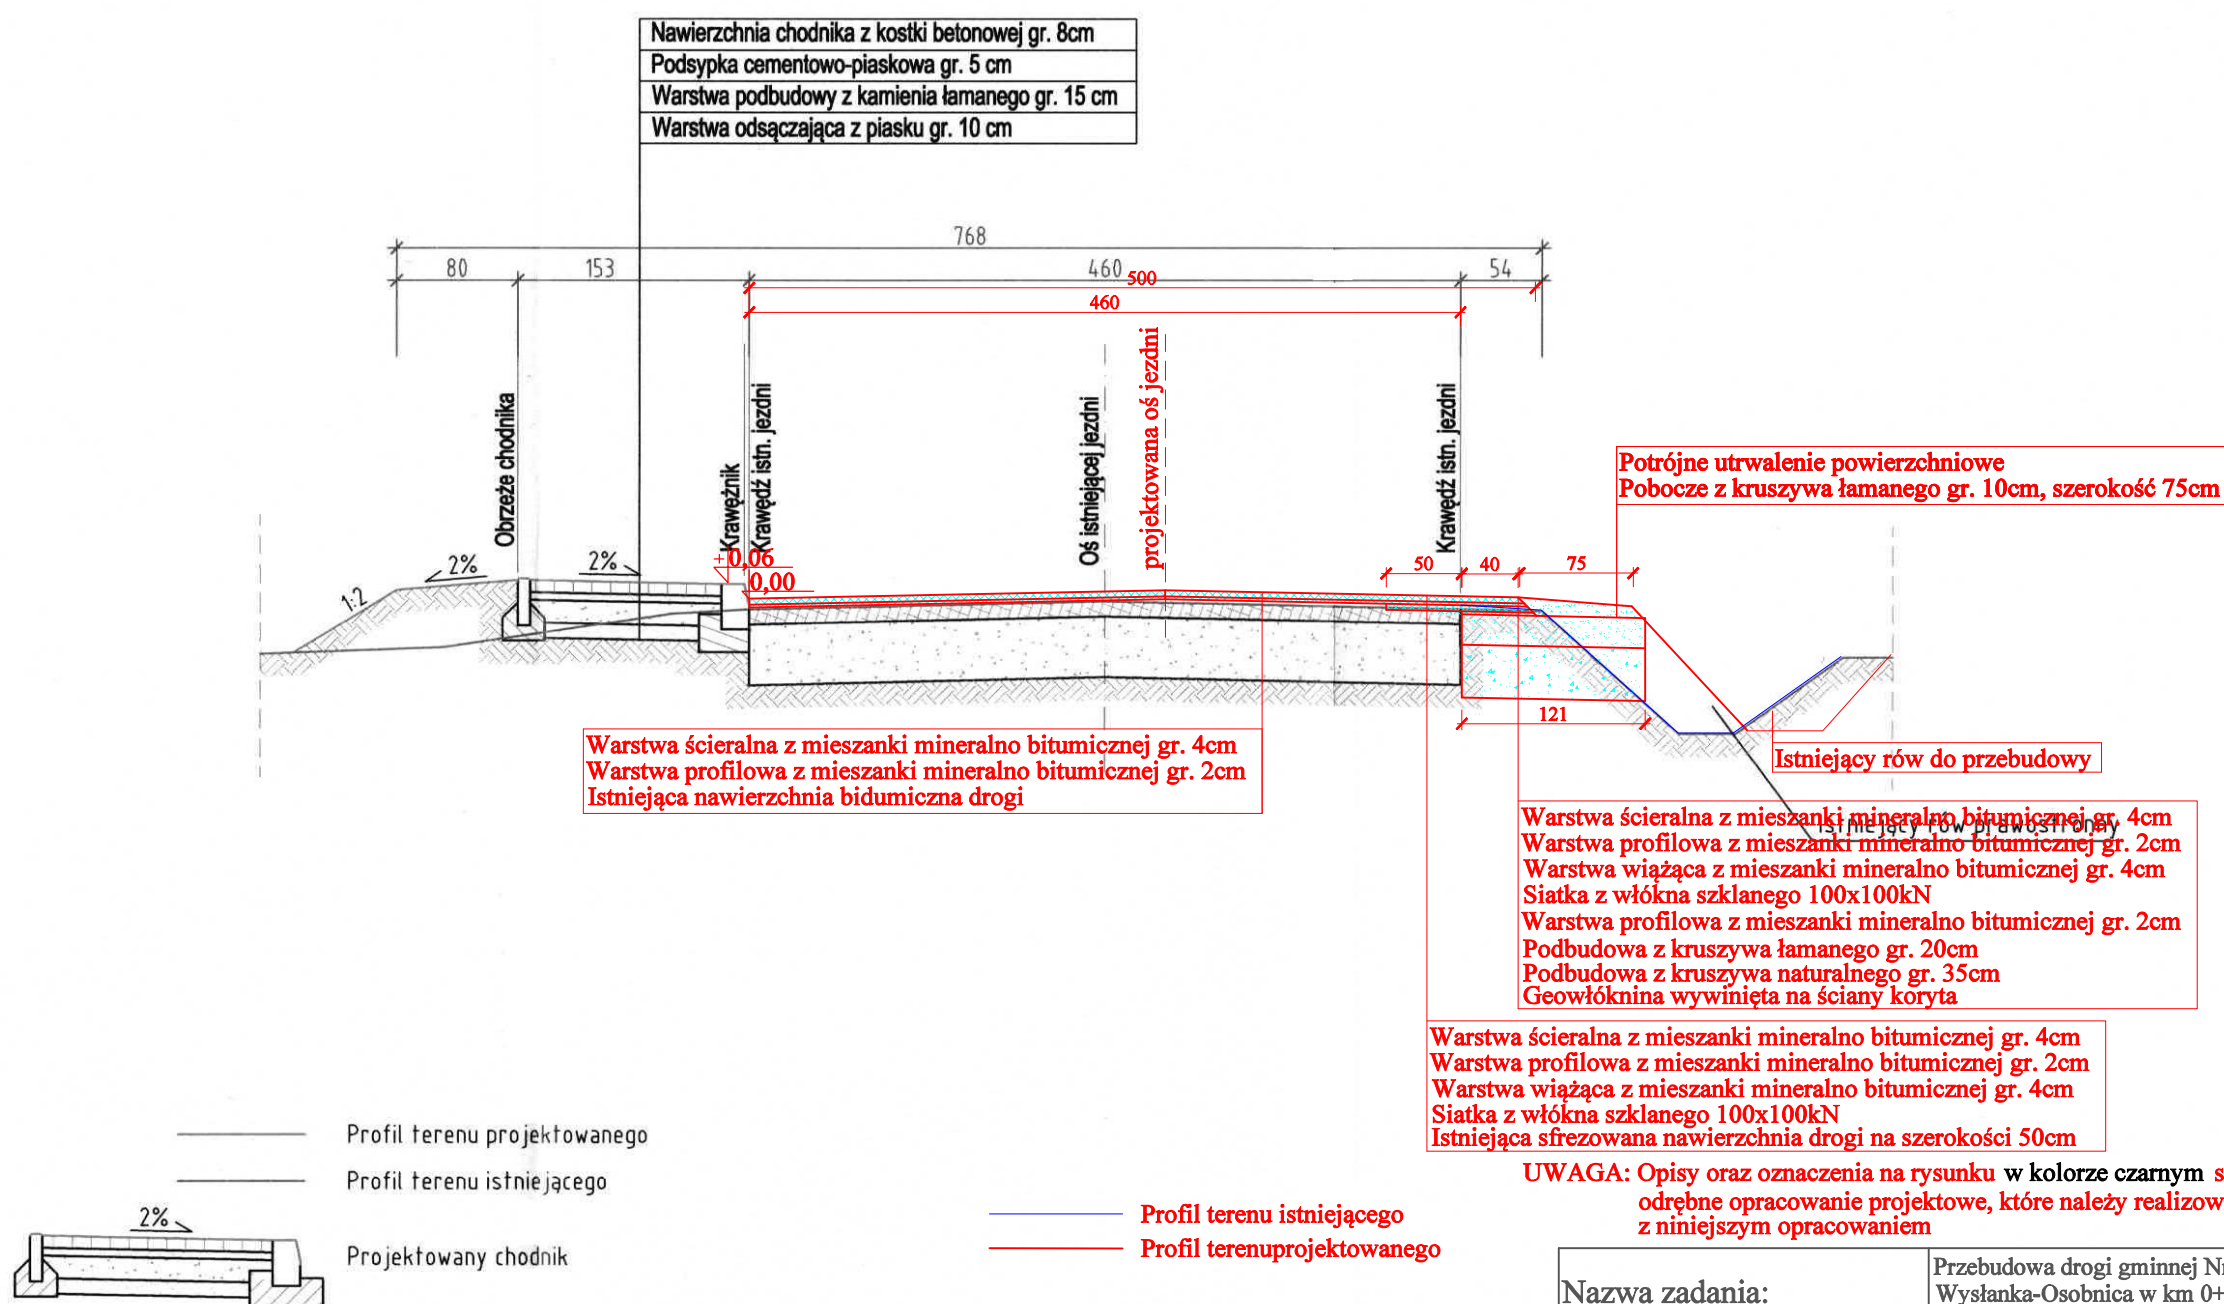 Nawierzchnia chodnika z kostki betonowej gr. 8cm
Podsypka cementowo-piaskowa gr. 5 cm
Warstwa podbudowy z kamienia łamanego gr. 15 cm
Warstwa odsączająca z piasku gr. 10 cm
768
80
153
460
54
500
460
Obrzeże chodnika
Krawężnik
Krawędź istn. jezdni
Oś istniejącej jezdni
projektowana oś jezdni
Krawędź istn. jezdni
Potrójne utrwalenie powierzchniowe
Pobocze z kruszywa łamanego gr. 10cm, szerokość 75cm
1:2
2%
2%
+0,06
0,00
50
40
75
121
Warstwa ścieralna z mieszanki mineralno bitumicznej gr. 4cm
Warstwa profilowa z mieszanki mineralno bitumicznej gr. 2cm
Istniejąca nawierzchnia bidumiczna drogi
Istniejący rów do przebudowy
Istniejący rów prawostronny
Warstwa ścieralna z mieszanki mineralno bitumicznej gr. 4cm
Warstwa profilowa z mieszanki mineralno bitumicznej gr. 2cm
Warstwa wiążąca z mieszanki mineralno bitumicznej gr. 4cm
Siatka z włókna szklanego 100x100kN
Warstwa profilowa z mieszanki mineralno bitumicznej gr. 2cm
Podbudowa z kruszywa łamanego gr. 20cm
Podbudowa z kruszywa naturalnego gr. 35cm
Geowłóknina wywinięta na ściany koryta
Warstwa ścieralna z mieszanki mineralno bitumicznej gr. 4cm
Warstwa profilowa z mieszanki mineralno bitumicznej gr. 2cm
Warstwa wiążąca z mieszanki mineralno bitumicznej gr. 4cm
Siatka z włókna szklanego 100x100kN
Istniejąca sfrezowana nawierzchnia drogi na szerokości 50cm
UWAGA: Opisy oraz oznaczenia na rysunku w kolorze czarnym s
odrębne opracowanie projektowe, które należy realizow
z niniejszym opracowaniem
Profil terenu projektowanego
Profil terenu istniejącego
2%
Projektowany chodnik
Profil terenu istniejącego
Profil terenuprojektowanego
Nazwa zadania:
Przebudowa drogi gminnej Nr
Wysłanka-Osobnica w km 0+